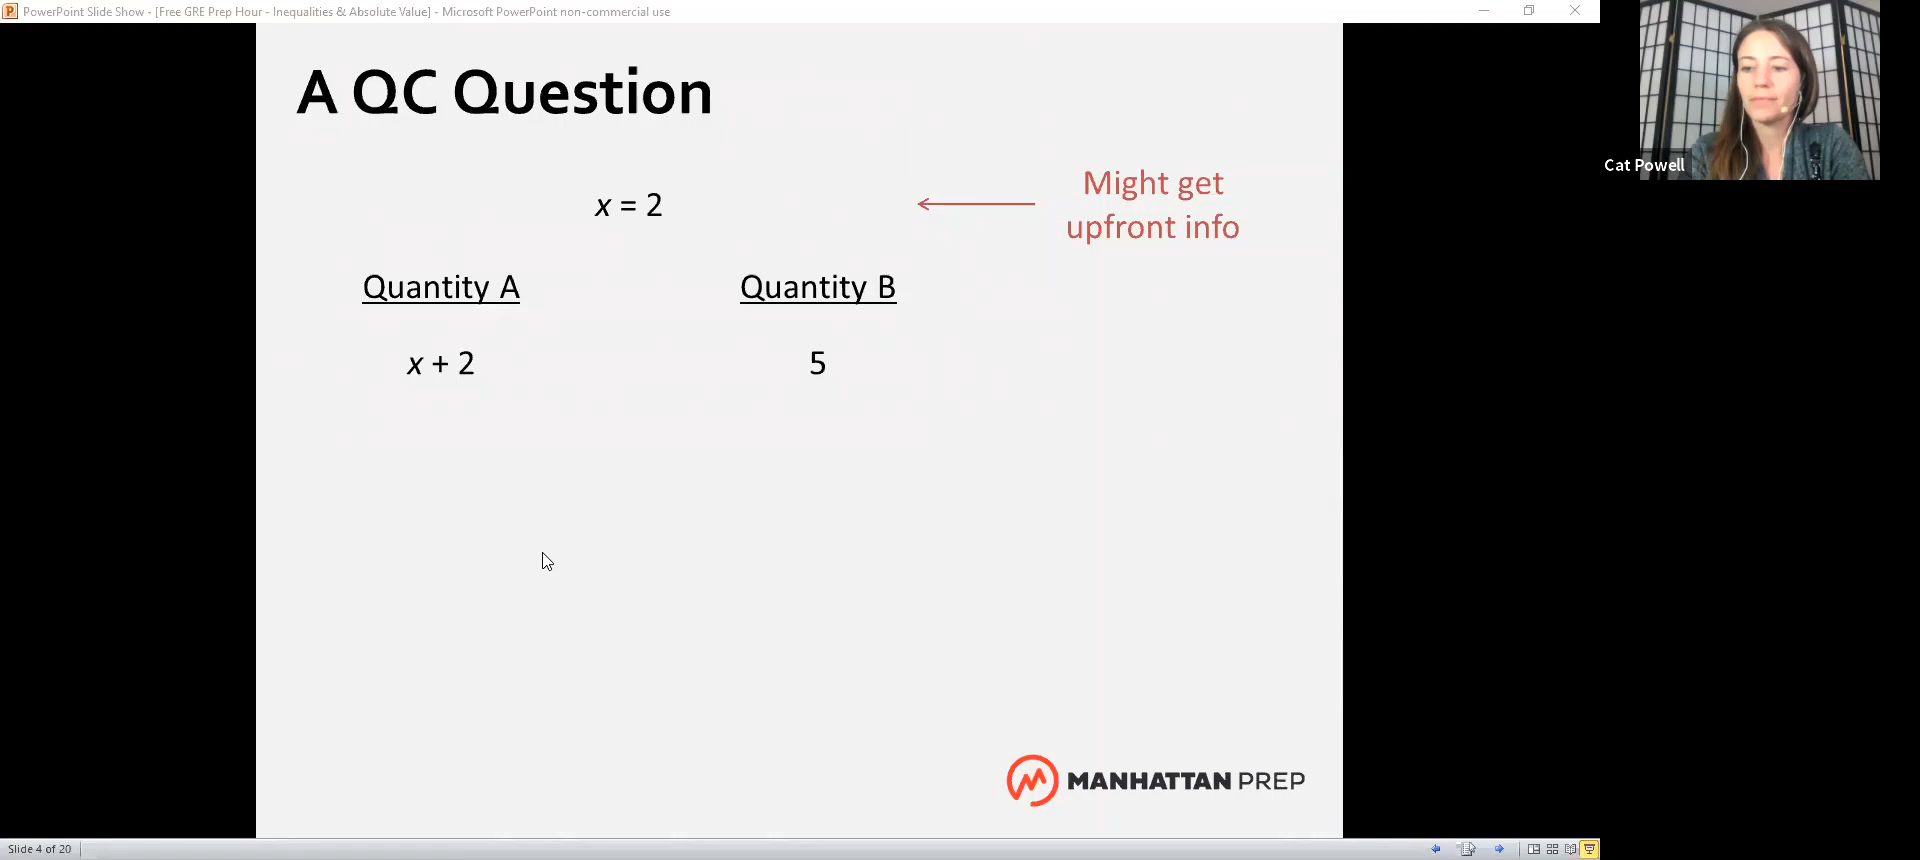 PowerPoint Slide Show - [Free GRE Prep Hour - Inequalities & Absolute Value] - Microsoft PowerPoint non-commercial use
A QC Question
Cat Powell
x = 2
Might get
upfront info
Quantity A
Quantity B
x + 2
5
MANHATTAN PREP
Slide 4 of 20